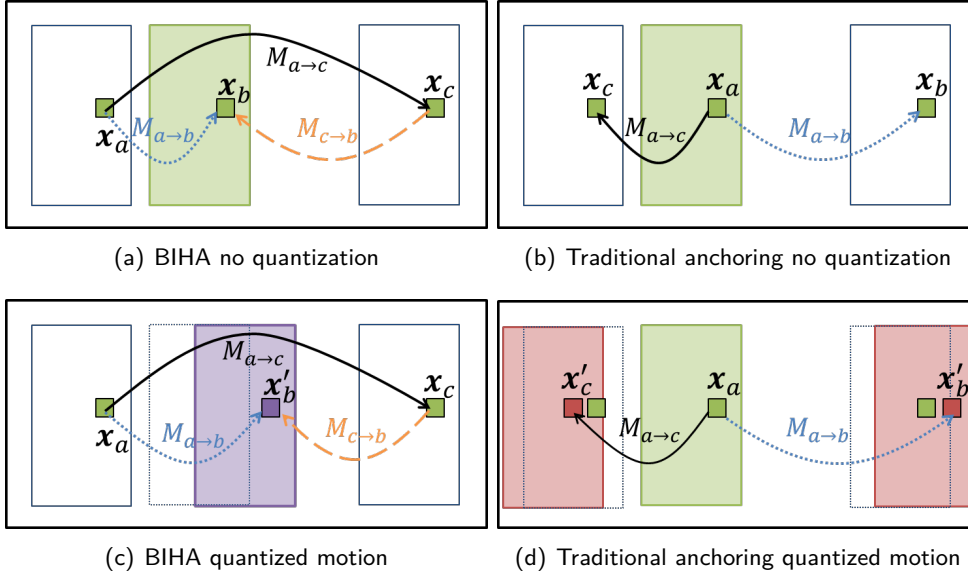 M_{a→c}
x_b
x_c
x_a
M_{a→b}
M_{c→b}
(a) BIHA no quantization
x_c
x_a
x_b
M_{a→c}
M_{a→b}
(b) Traditional anchoring no quantization
M_{a→c}
x'_b
x_c
x_a
M_{a→b}
M_{c→b}
(c) BIHA quantized motion
x'_c
x_a
x'_b
M_{a→c}
M_{a→b}
(d) Traditional anchoring quantized motion